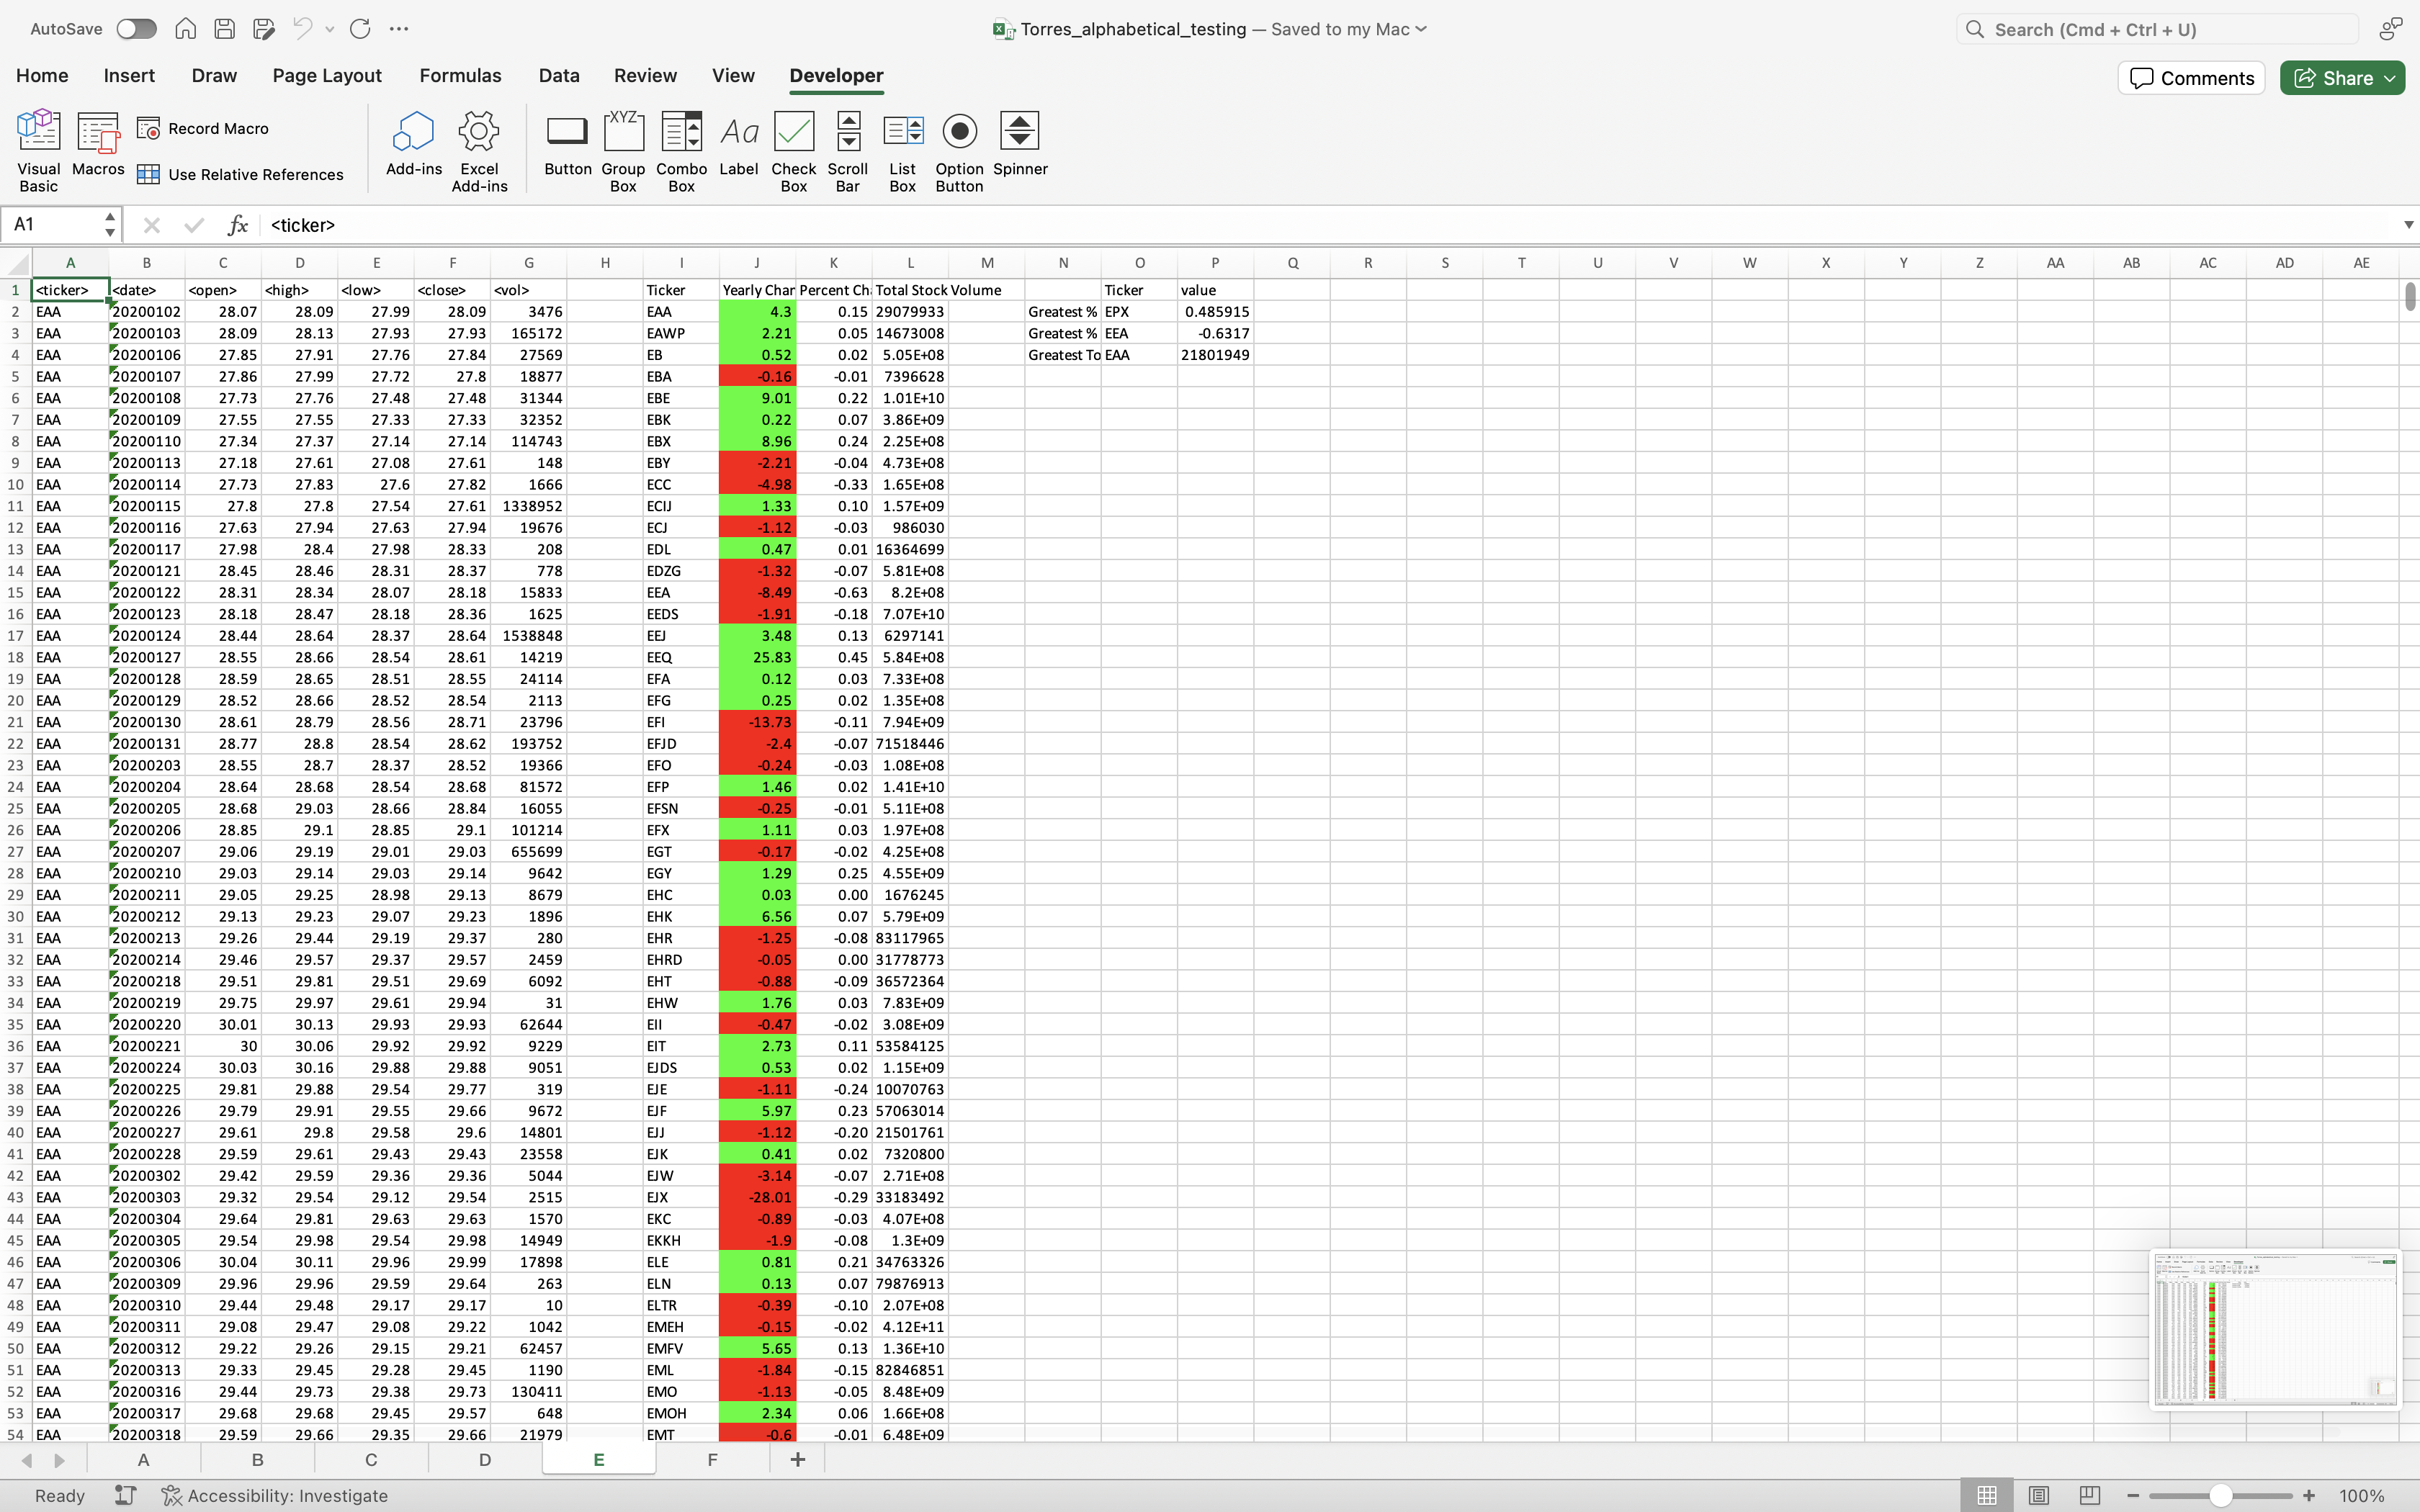 AutoSave
Torres_alphabetical_testing — Saved to my Mac
Search (Cmd + Ctrl + U)
Home Insert Draw Page Layout Formulas Data Review View Developer
Comments Share
Visual Basic Macros Record Macro Use Relative References Add-ins Excel Add-ins Button Group Box Combo Box Label Check Box Scroll Bar List Box Option Button Spinner
A1 fx <ticker>
A B C D E F G H I J K L M N O P Q R S T U V W X Y Z AA AB AC AD AE
1 <ticker> <date> <open> <high> <low> <close> <vol> Ticker Yearly Char Percent Ch Total Stock Volume Ticker value
2 EAA 20200102 28.07 28.09 27.99 28.09 3476 EAA 4.3 0.15 29079933 Greatest % EPX 0.485915
3 EAA 20200103 28.09 28.13 27.93 27.93 165172 EAWP 2.21 0.05 14673008 Greatest % EEA -0.6317
4 EAA 20200106 27.85 27.91 27.76 27.84 27569 EB 0.52 0.02 5.05E+08 Greatest To EAA 21801949
5 EAA 20200107 27.86 27.99 27.72 27.8 18877 EBA -0.16 -0.01 7396628
6 EAA 20200108 27.73 27.76 27.48 27.48 31344 EBE 9.01 0.22 1.01E+10
7 EAA 20200109 27.55 27.55 27.33 27.33 32352 EBK 0.22 0.07 3.86E+09
8 EAA 20200110 27.34 27.37 27.14 27.14 114743 EBX 8.96 0.24 2.25E+08
9 EAA 20200113 27.18 27.61 27.08 27.61 148 EBY -2.21 -0.04 4.73E+08
10 EAA 20200114 27.73 27.83 27.6 27.82 1666 ECC -4.98 -0.33 1.65E+08
11 EAA 20200115 27.8 27.8 27.54 27.61 1338952 ECIJ 1.33 0.10 1.57E+09
12 EAA 20200116 27.63 27.94 27.63 27.94 19676 ECJ -1.12 -0.03 986030
13 EAA 20200117 27.98 28.4 27.98 28.33 208 EDL 0.47 0.01 16364699
14 EAA 20200121 28.45 28.46 28.31 28.37 778 EDZG -1.32 -0.07 5.81E+08
15 EAA 20200122 28.31 28.34 28.07 28.18 15833 EEA -8.49 -0.63 8.2E+08
16 EAA 20200123 28.18 28.47 28.18 28.36 1625 EEDS -1.91 -0.18 7.07E+10
17 EAA 20200124 28.44 28.64 28.37 28.64 1538848 EEJ 3.48 0.13 6297141
18 EAA 20200127 28.55 28.66 28.54 28.61 14219 EEQ 25.83 0.45 5.84E+08
19 EAA 20200128 28.59 28.65 28.51 28.55 24114 EFA 0.12 0.03 7.33E+08
20 EAA 20200129 28.52 28.66 28.52 28.54 2113 EFG 0.25 0.02 1.35E+08
21 EAA 20200130 28.61 28.79 28.56 28.71 23796 EFI -13.73 -0.11 7.94E+09
22 EAA 20200131 28.77 28.8 28.54 28.62 193752 EFJD -2.4 -0.07 71518446
23 EAA 20200203 28.55 28.7 28.37 28.52 19366 EFO -0.24 -0.03 1.08E+08
24 EAA 20200204 28.64 28.68 28.54 28.68 81572 EFP 1.46 0.02 1.41E+10
25 EAA 20200205 28.68 29.03 28.66 28.84 16055 EFSN -0.25 -0.01 5.11E+08
26 EAA 20200206 28.85 29.1 28.85 29.1 101214 EFX 1.11 0.03 1.97E+08
27 EAA 20200207 29.06 29.19 29.01 29.03 655699 EGT -0.17 -0.02 4.25E+08
28 EAA 20200210 29.03 29.14 29.03 29.14 9642 EGY 1.29 0.25 4.55E+09
29 EAA 20200211 29.05 29.25 28.98 29.13 8679 EHC 0.03 0.00 1676245
30 EAA 20200212 29.13 29.23 29.07 29.23 1896 EHK 6.56 0.07 5.79E+09
31 EAA 20200213 29.26 29.44 29.19 29.37 280 EHR -1.25 -0.08 83117965
32 EAA 20200214 29.46 29.57 29.37 29.57 2459 EHRD -0.05 0.00 31778773
33 EAA 20200218 29.51 29.81 29.51 29.69 6092 EHT -0.88 -0.09 36572364
34 EAA 20200219 29.75 29.97 29.61 29.94 31 EHW 1.76 0.03 7.83E+09
35 EAA 20200220 30.01 30.13 29.93 29.93 62644 EII -0.47 -0.02 3.08E+09
36 EAA 20200221 30 30.06 29.92 29.92 9229 EIT 2.73 0.11 53584125
37 EAA 20200224 30.03 30.16 29.88 29.88 9051 EJDS 0.53 0.02 1.15E+09
38 EAA 20200225 29.81 29.88 29.54 29.77 319 EJE -1.11 -0.24 10070763
39 EAA 20200226 29.79 29.91 29.55 29.66 9672 EJF 5.97 0.23 57063014
40 EAA 20200227 29.61 29.8 29.58 29.6 14801 EJJ -1.12 -0.20 21501761
41 EAA 20200228 29.59 29.61 29.43 29.43 23558 EJK 0.41 0.02 7320800
42 EAA 20200302 29.42 29.59 29.36 29.36 5044 EJW -3.14 -0.07 2.71E+08
43 EAA 20200303 29.32 29.54 29.12 29.54 2515 EJX -28.01 -0.29 33183492
44 EAA 20200304 29.64 29.81 29.63 29.63 1570 EKC -0.89 -0.03 4.07E+08
45 EAA 20200305 29.54 29.98 29.54 29.98 14949 EKKH -1.9 -0.08 1.3E+09
46 EAA 20200306 30.04 30.11 29.96 29.99 17898 ELE 0.81 0.21 34763326
47 EAA 20200309 29.96 29.96 29.59 29.64 263 ELN 0.13 0.07 79876913
48 EAA 20200310 29.44 29.48 29.17 29.17 10 ELTR -0.39 -0.10 2.07E+08
49 EAA 20200311 29.08 29.47 29.08 29.22 1042 EMEH -0.15 -0.02 4.12E+11
50 EAA 20200312 29.22 29.26 29.15 29.21 62457 EMFV 5.65 0.13 1.36E+10
51 EAA 20200313 29.33 29.45 29.28 29.45 1190 EML -1.84 -0.15 82846851
52 EAA 20200316 29.44 29.73 29.38 29.73 130411 EMO -1.13 -0.05 8.48E+09
53 EAA 20200317 29.68 29.68 29.45 29.57 648 EMOH 2.34 0.06 1.66E+08
54 EAA 20200318 29.59 29.66 29.35 29.66 21979 EMT -0.6 -0.01 6.48E+09
A B C D E F +
Ready Accessibility: Investigate 100%